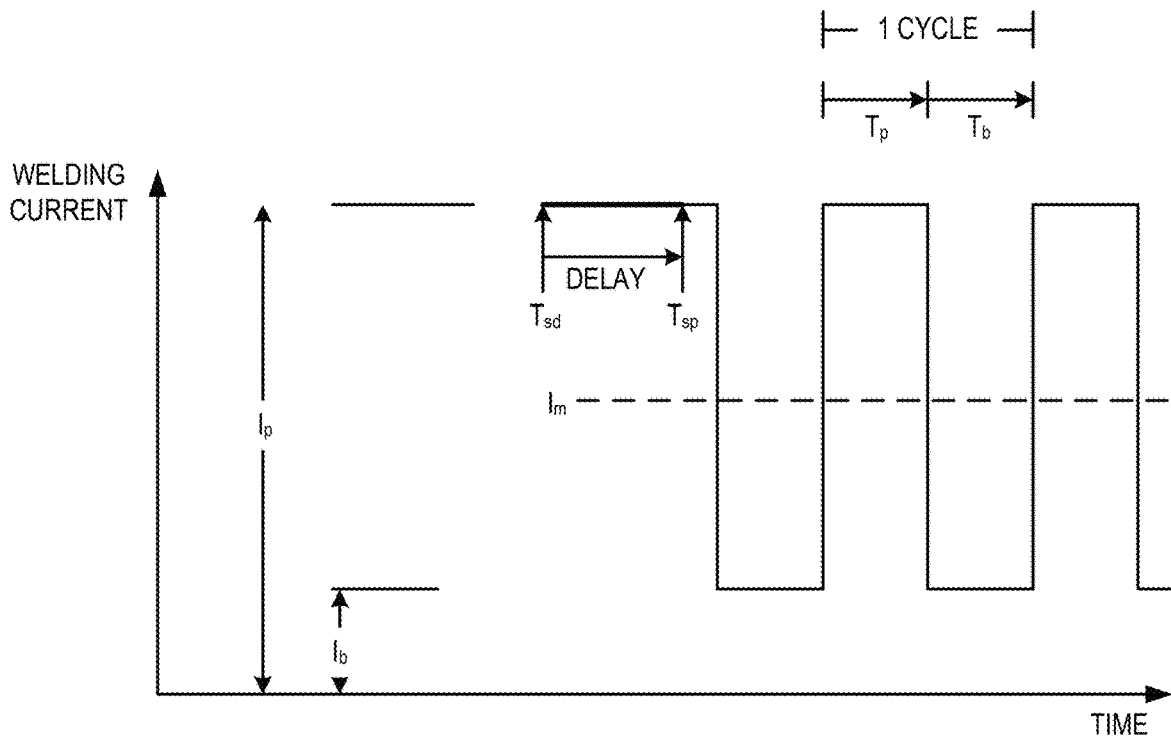 1 CYCLE
Tp
Tb
WELDING
CURRENT
DELAY
Tsd
Tsp
Im
Ip
Ib
TIME